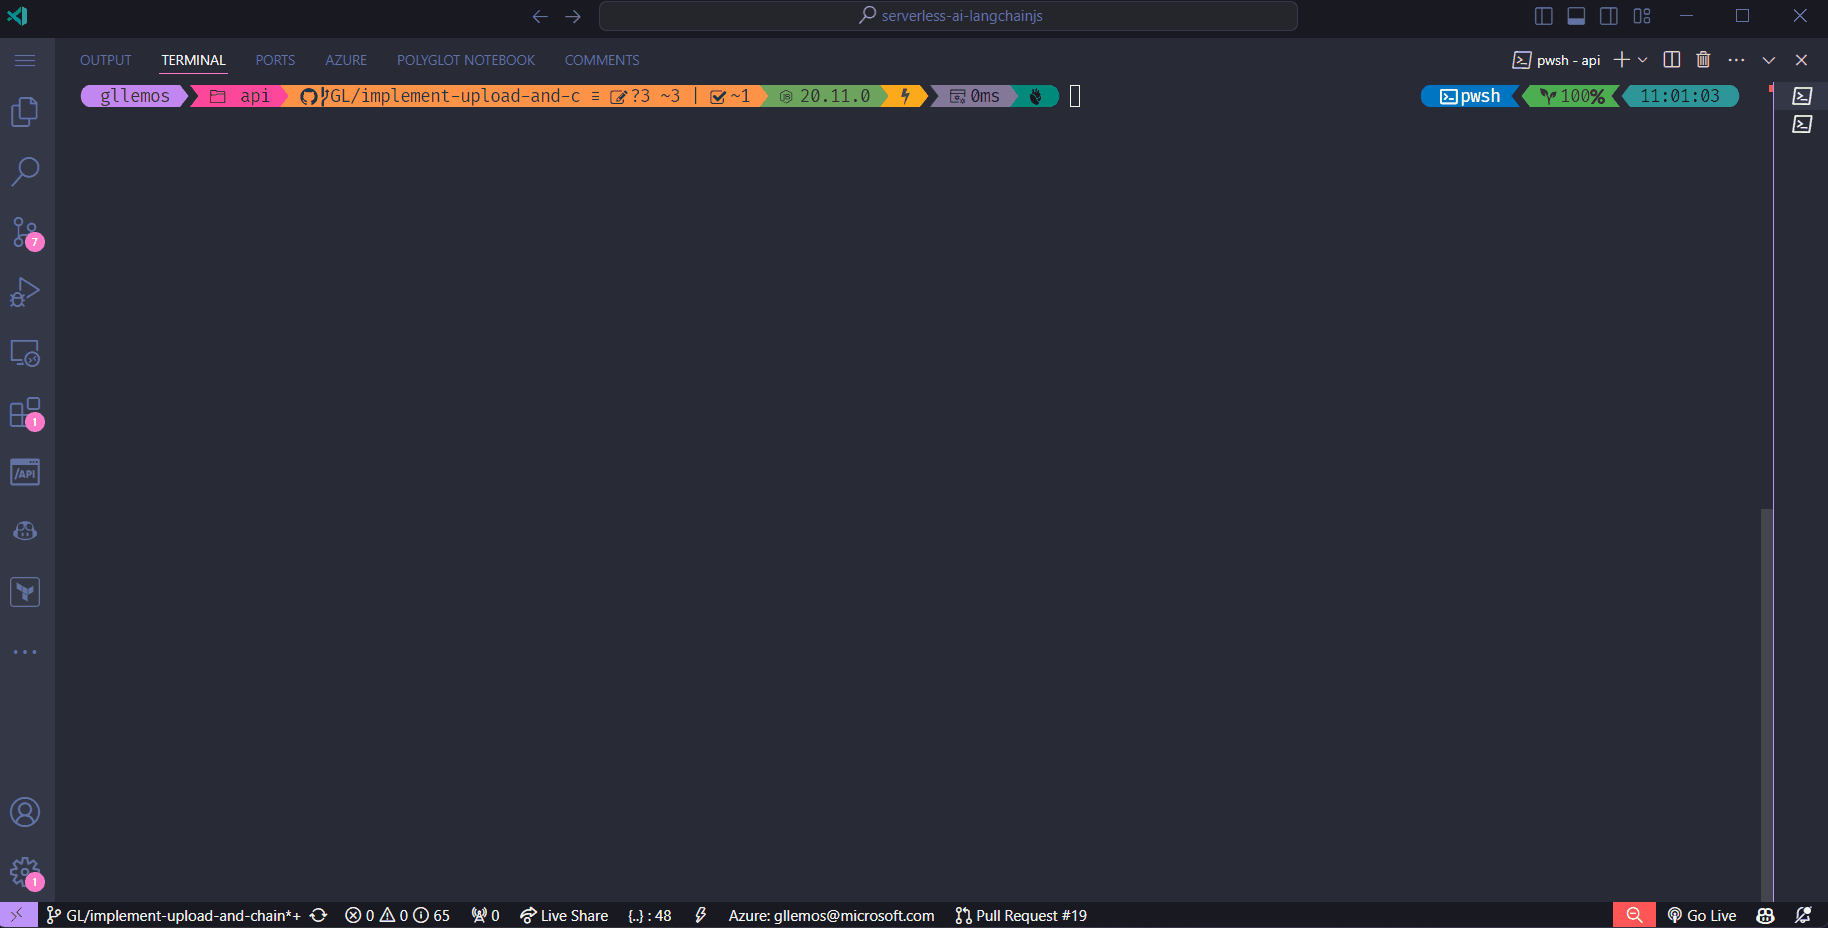 serverless-ai-langchainjs
OUTPUT TERMINAL PORTS AZURE POLYGLOT NOTEBOOK COMMENTS pwsh - api
gllemos api GL/implement-upload-and-c ≡ ?3 ~3 | ~1 20.11.0 0ms pwsh 100% 11:01:03
7
1
/API
1
GL/implement-upload-and-chain*+ 0 0 65 0 Live Share {..} : 48 Azure: gllemos@microsoft.com Pull Request #19 Go Live